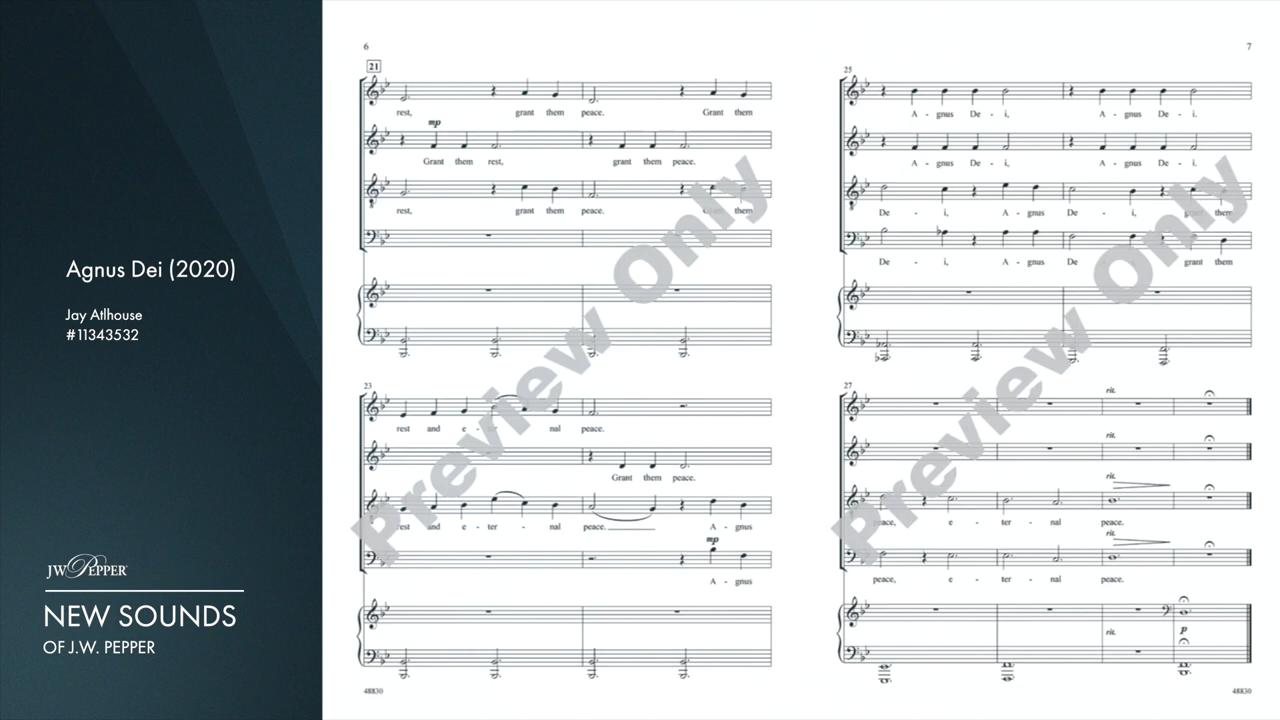 Agnus Dei (2020)
Jay Atlhouse
#11343532
JW PEPPER
NEW SOUNDS
OF J.W. PEPPER
6
21
rest, grant them peace. Grant them
mp
Grant them rest, grant them peace.
rest, grant them peace. Grant them
23
rest and e - ter - nal peace.
Grant them peace.
rest and e - ter - nal peace. A - gnus
mp
A - gnus
48830
7
25
A - gnus De - i, A - gnus De - i.
A - gnus De - i, A - gnus De - i.
De - i, A - gnus De - i, grant them
De - i, A - gnus De grant them
27
rit.
rit.
rit.
peace, e - ter - nal peace.
rit.
peace, e - ter - nal peace.
rit.
p
48830
Preview Only
Preview Only